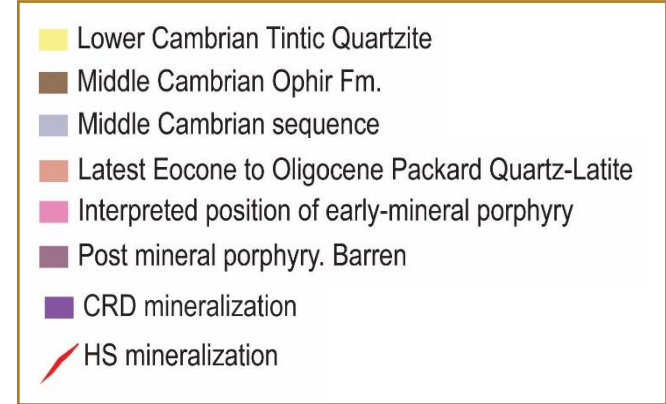 Lower Cambrian Tintic Quartzite
Middle Cambrian Ophir Fm.
Middle Cambrian sequence
Latest Eocone to Oligocene Packard Quartz-Latite
Interpreted position of early-mineral porphyry
Post mineral porphyry. Barren
CRD mineralization
HS mineralization